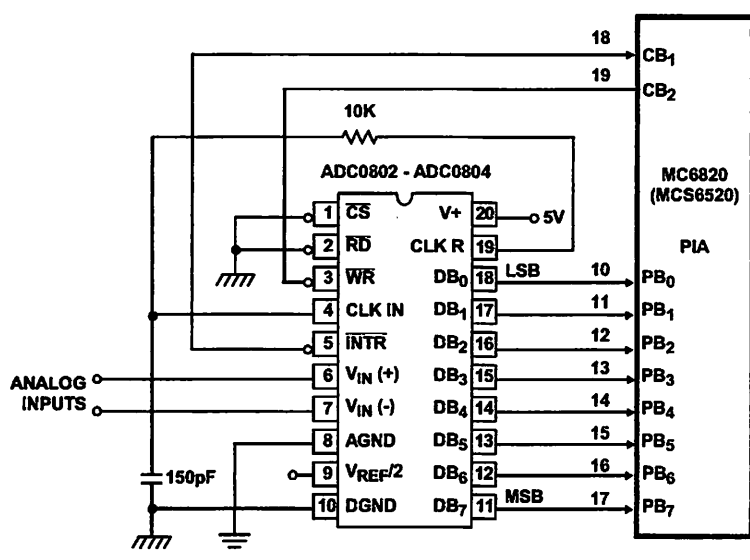 18 CB1
19 CB2
10K
ADC0802 - ADC0804
MC6820
(MCS6520)
PIA
1 CS V+ 20 5V
2 RD CLK R 19
3 WR DB0 18 LSB 10 PB0
4 CLK IN DB1 17 11 PB1
5 INTR DB2 16 12 PB2
ANALOG
INPUTS
6 VIN (+) DB3 15 13 PB3
7 VIN (-) DB4 14 14 PB4
8 AGND DB5 13 15 PB5
9 VREF/2 DB6 12 16 PB6
10 DGND DB7 11 MSB 17 PB7
150pF